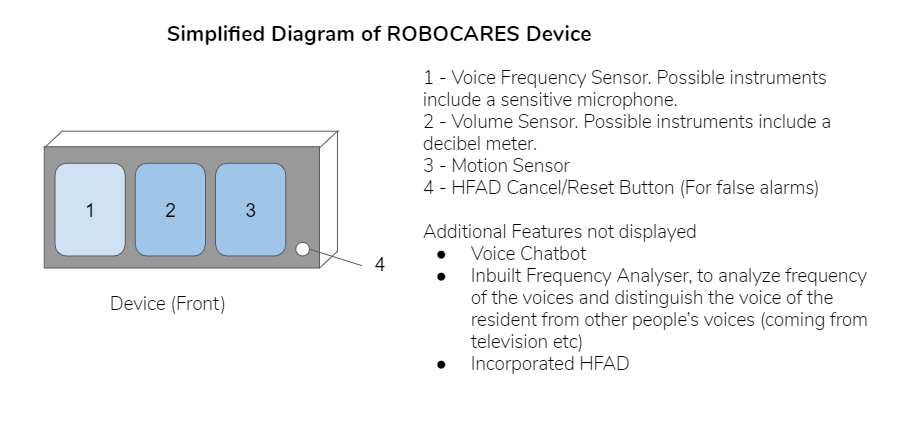 Simplified Diagram of ROBOCARES Device
1 - Voice Frequency Sensor. Possible instruments
include a sensitive microphone.
2 - Volume Sensor. Possible instruments include a
decibel meter.
3 - Motion Sensor
4 - HFAD Cancel/Reset Button (For false alarms)
1 2 3
4
Device (Front)
Additional Features not displayed
● Voice Chatbot
● Inbuilt Frequency Analyser, to analyze frequency
of the voices and distinguish the voice of the
resident from other people's voices (coming from
television etc)
● Incorporated HFAD